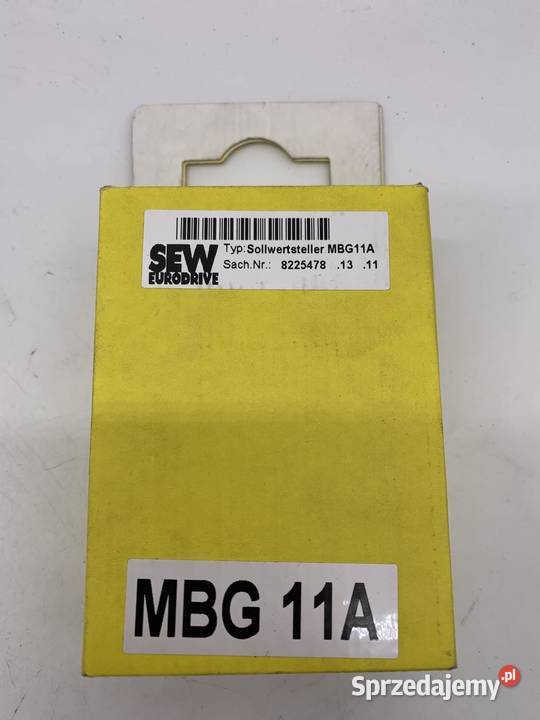 SEW
EURODRIVE
Typ:Sollwertsteller MBG11A
Sach.Nr.: 8225478 .13 .11
MBG 11A
Sprzedajemy.pl